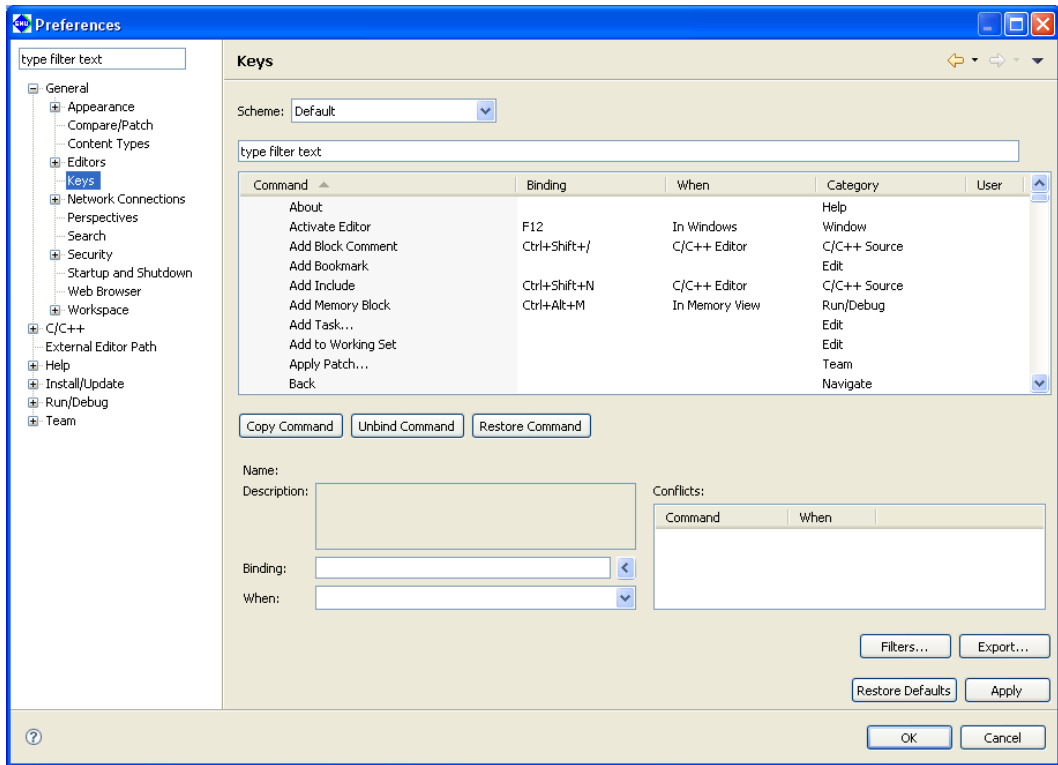 Preferences
type filter text
General
Appearance
Compare/Patch
Content Types
Editors
Keys
Network Connections
Perspectives
Search
Security
Startup and Shutdown
Web Browser
Workspace
C/C++
External Editor Path
Help
Install/Update
Run/Debug
Team
Keys
Scheme: Default
type filter text
Command Binding When Category User
About Help
Activate Editor F12 In Windows Window
Add Block Comment Ctrl+Shift+/ C/C++ Editor C/C++ Source
Add Bookmark Edit
Add Include Ctrl+Shift+N C/C++ Editor C/C++ Source
Add Memory Block Ctrl+Alt+M In Memory View Run/Debug
Add Task... Edit
Add to Working Set Edit
Apply Patch... Team
Back Navigate
Copy Command Unbind Command Restore Command
Name:
Description:
Conflicts:
Command When
Binding:
When:
Filters... Export...
Restore Defaults Apply
OK Cancel